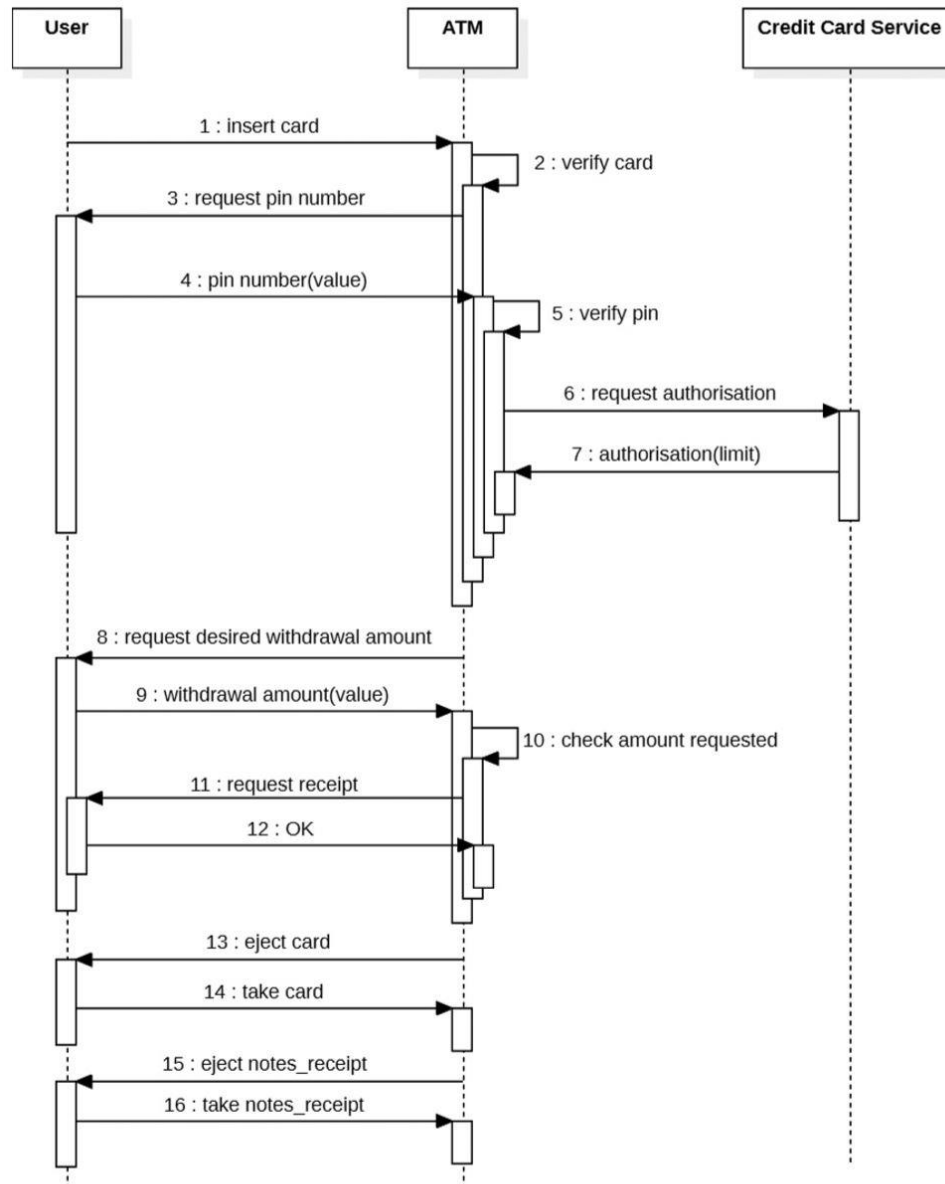 User
ATM
Credit Card Service
1 : insert card
2 : verify card
3 : request pin number
4 : pin number(value)
5 : verify pin
6 : request authorisation
7 : authorisation(limit)
8 : request desired withdrawal amount
9 : withdrawal amount(value)
10 : check amount requested
11 : request receipt
12 : OK
13 : eject card
14 : take card
15 : eject notes_receipt
16 : take notes_receipt